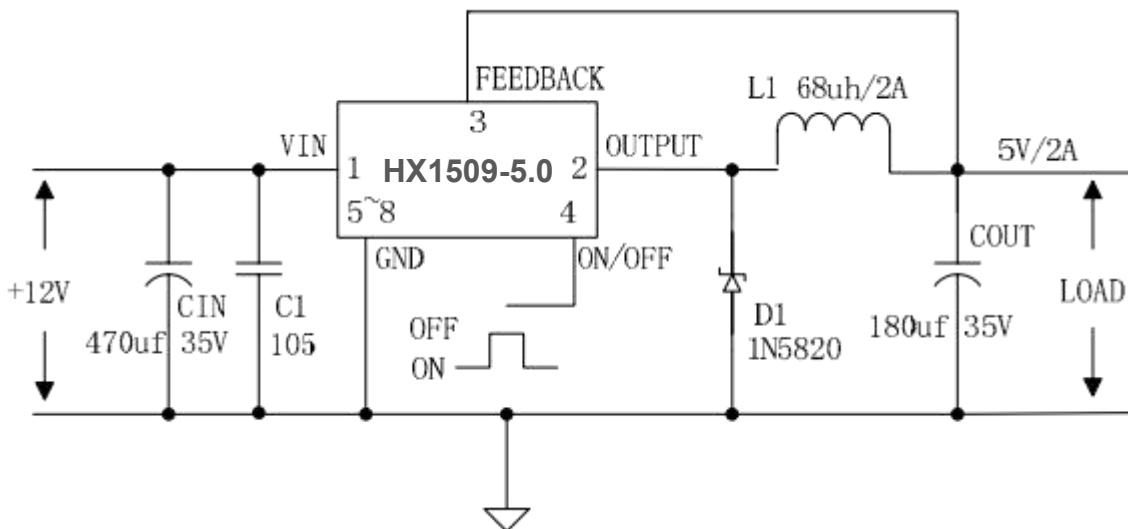 FEEDBACK
L1 68uh/2A
3
VIN
OUTPUT
5V/2A
1
HX1509-5.0
2
5~8
4
GND
ON/OFF
COUT
+12V
CIN
C1
LOAD
470uf 35V
105
OFF
ON
D1
1N5820
180uf 35V